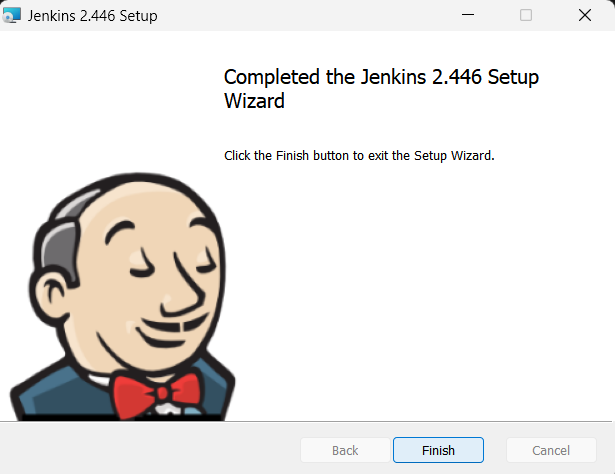 Jenkins 2.446 Setup
Completed the Jenkins 2.446 Setup
Wizard
Click the Finish button to exit the Setup Wizard.
Back
Finish
Cancel